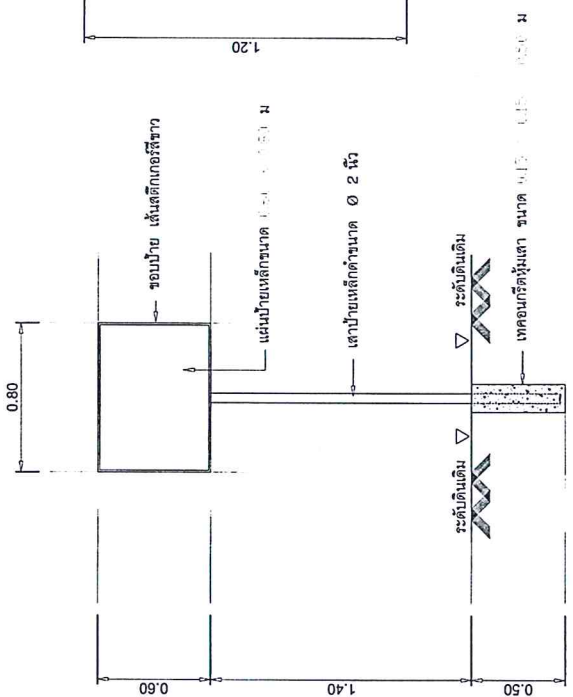 1.20
0.80
ขอบป้าย เส้นสติกเกอร์สีขาว
แผ่นป้ายเหล็กขนาด ม
เสาป้ายเหล็กดำขนาด Ø 2 นิ้ว
ระดับดินเดิม
ระดับดินเดิม
เทคอนกรีตหุ้มเสา ขนาด ม
0.60
1.40
0.50